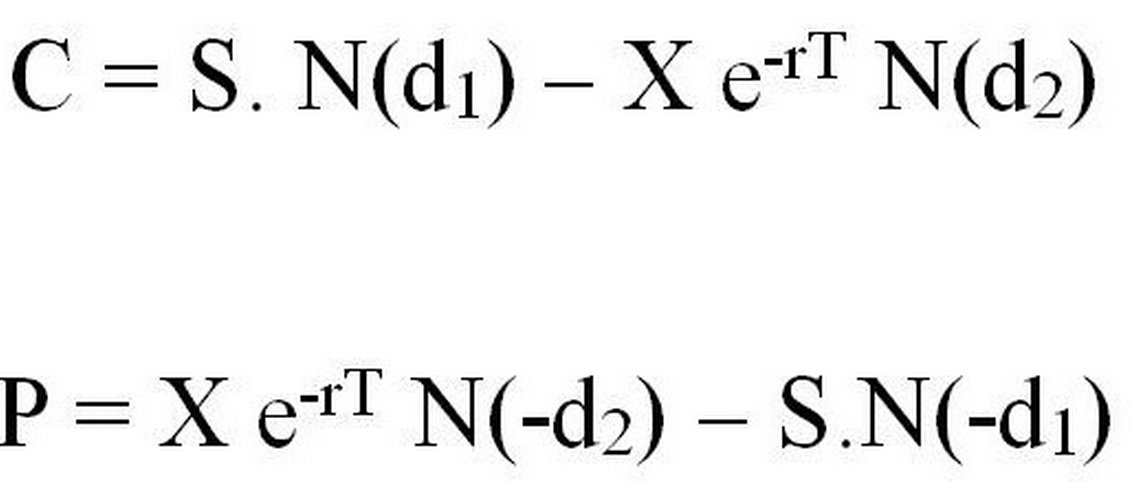 C = S. N(d₁) – X e⁻ʳᵀ N(d₂)
P = X e⁻ʳᵀ N(-d₂) – S.N(-d₁)